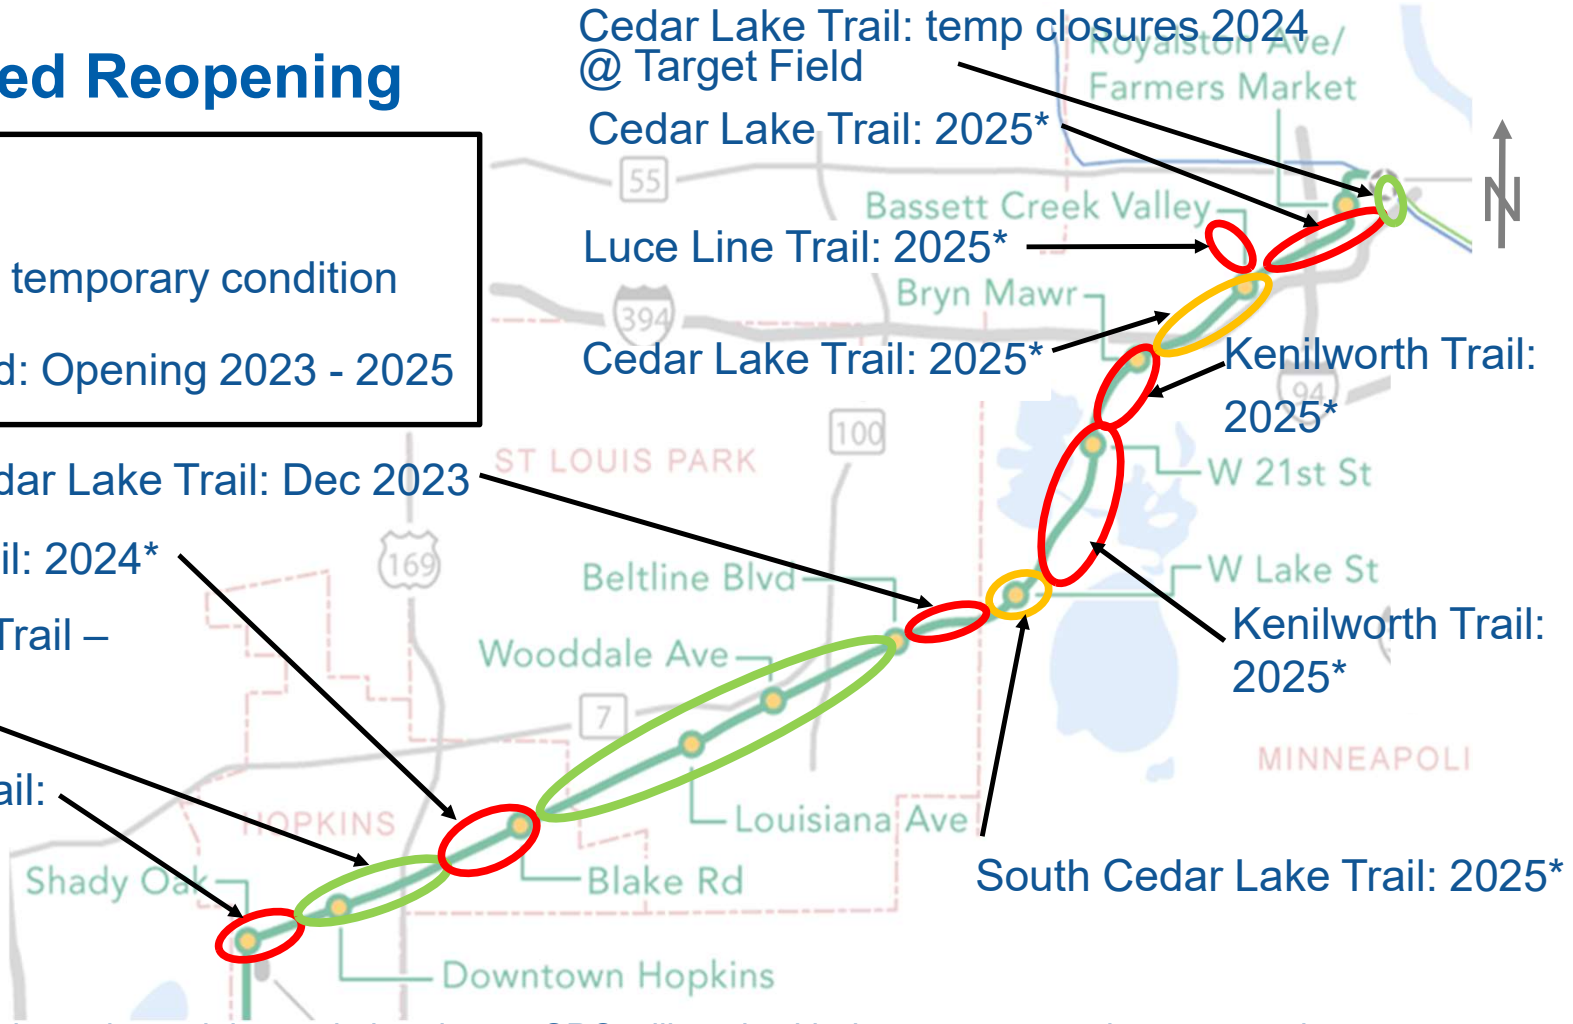 Cedar Lake Trail: temp closures 2024
@ Target Field
Royalston Ave/
Farmers Market
ed Reopening
Cedar Lake Trail: 2025*
55
Bassett Creek Valley
N
Luce Line Trail: 2025*
temporary condition
Bryn Mawr
394
Cedar Lake Trail: 2025*
Kenilworth Trail:
2025*
94
d: Opening 2023 - 2025
100
ST LOUIS PARK
dar Lake Trail: Dec 2023
W 21st St
il: 2024*
169
Beltline Blvd
W Lake St
Kenilworth Trail:
2025*
Trail –
Wooddale Ave
7
MINNEAPOLI
ail:
HOPKINS
Louisiana Ave
Shady Oak
Blake Rd
South Cedar Lake Trail: 2025*
Downtown Hopkins